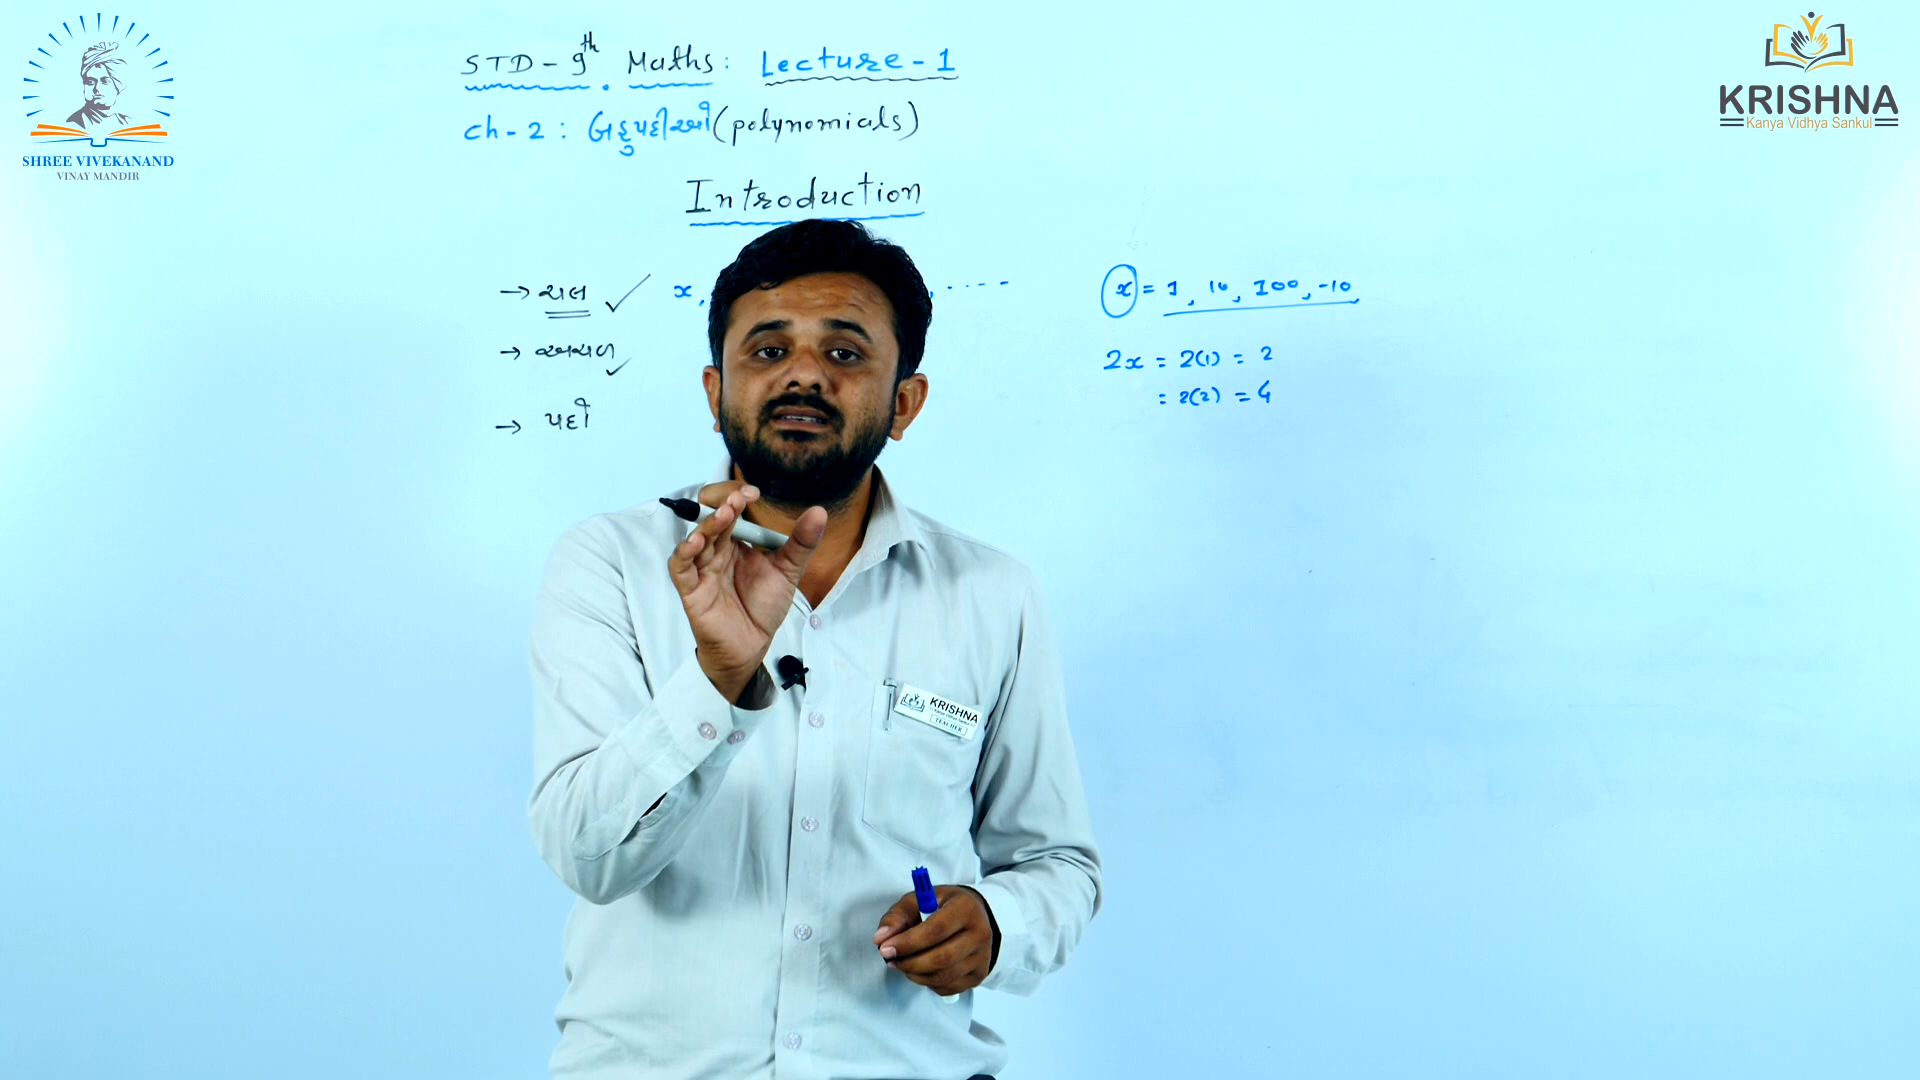 STD - 9th Maths : Lecture - 1
Ch - 2 : બહુપદીઓ (polynomials)
Introduction
→ ચલ ✓ x, , ----
→ અચળ ✓
→ પદો
x = 1, 10, 100, -10,
2x = 2(1) = 2
= 2(2) = 4
SHREE VIVEKANAND
VINAY MANDIR
KRISHNA
Kanya Vidhya Sankul
KRISHNA
TEACHER